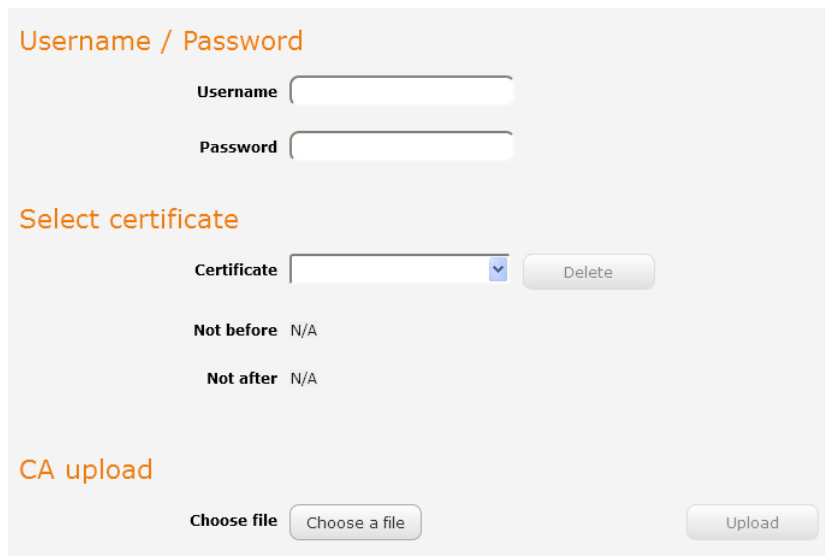 Username / Password
Username
Password
Select certificate
Certificate Delete
Not before N/A
Not after N/A
CA upload
Choose file Choose a file Upload